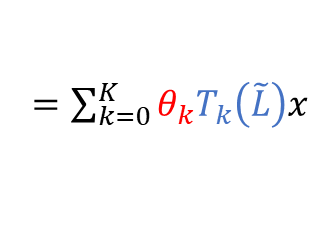 = ∑_{k=0}^{K} θ_k T_k(L̃)x